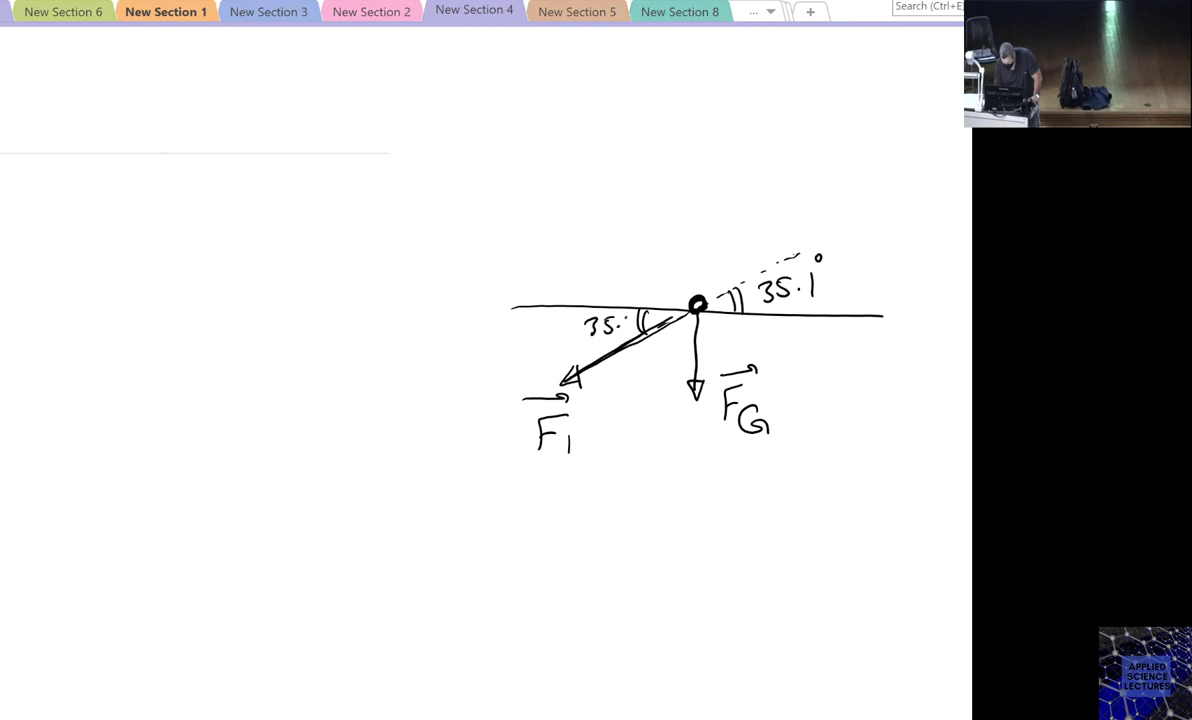 New Section 6
New Section 1
New Section 3
New Section 2
New Section 4
New Section 5
New Section 8
...
+
Search (Ctrl+E)
35.1°
35.
F₁
F_G
APPLIED
SCIENCE
LECTURES